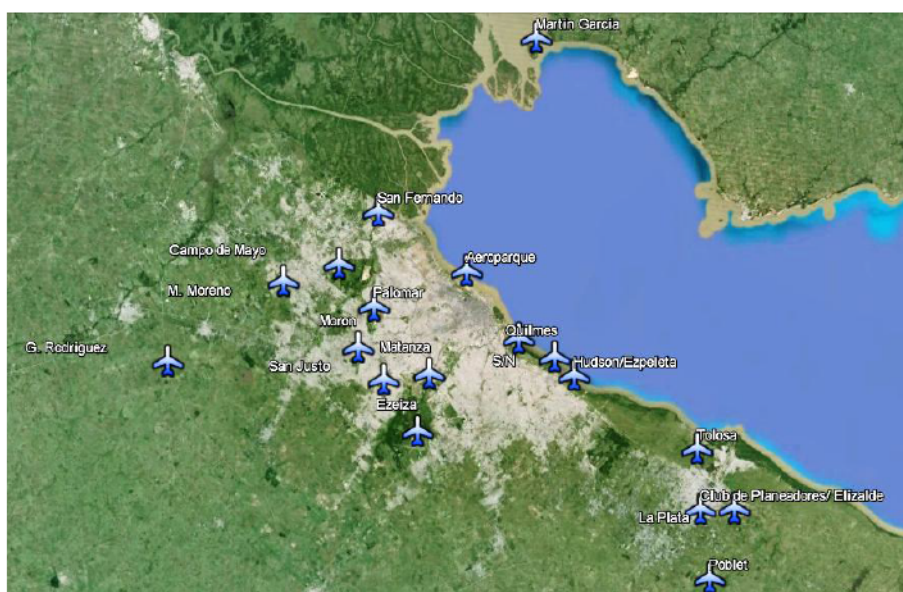 Martín García
San Fernando
Campo de Mayo
Aeroparque
M. Moreno
Palomar
Morón
Quilmes
G. Rodriguez
Matanza
S/N
Hudson/Ezpeleta
San Justo
Ezeiza
Tolosa
Club de Planeadores/ Elizalde
La Plata
Poblet